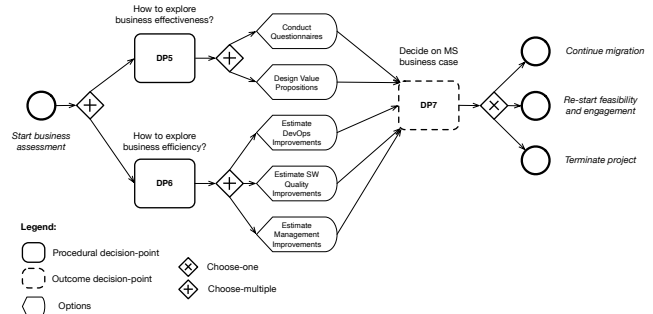 How to explore
business effectiveness?
DP5
Conduct
Questionnaires
Design Value
Propositions
Start business
assessment
How to explore
business efficiency?
DP6
Estimate
DevOps
Improvements
Estimate SW
Quality
Improvements
Estimate
Management
Improvements
Decide on MS
business case
DP7
Continue migration
Re-start feasibility
and engagement
Terminate project
Legend:
Procedural decision-point
Outcome decision-point
Options
Choose-one
Choose-multiple